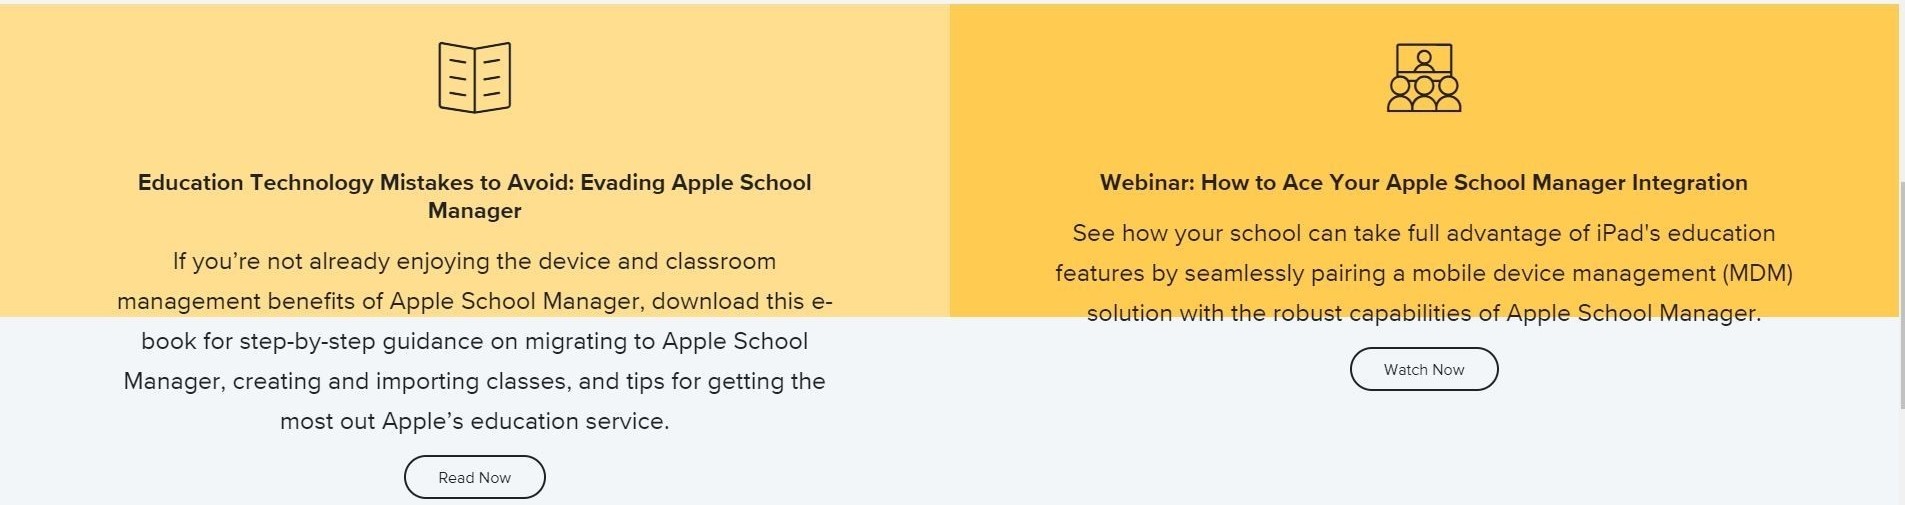 Education Technology Mistakes to Avoid: Evading Apple School
Manager
If you’re not already enjoying the device and classroom
management benefits of Apple School Manager, download this e-
book for step-by-step guidance on migrating to Apple School
Manager, creating and importing classes, and tips for getting the
most out Apple’s education service.
Read Now
Webinar: How to Ace Your Apple School Manager Integration
See how your school can take full advantage of iPad's education
features by seamlessly pairing a mobile device management (MDM)
solution with the robust capabilities of Apple School Manager.
Watch Now